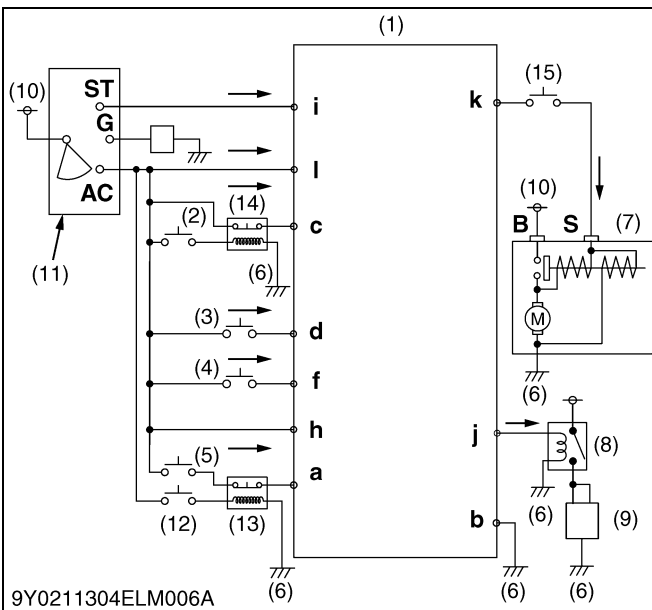 (1)
(10) ST
G
AC
(11)
i
l
(2) (14) c
(6)
(3) d
(4) f
h
(5) a
(12) (13)
(6)
k (15)
(10)
B S (7)
M
(6)
j (8)
(6) (9)
b
(6) (6)
9Y0211304ELM006A